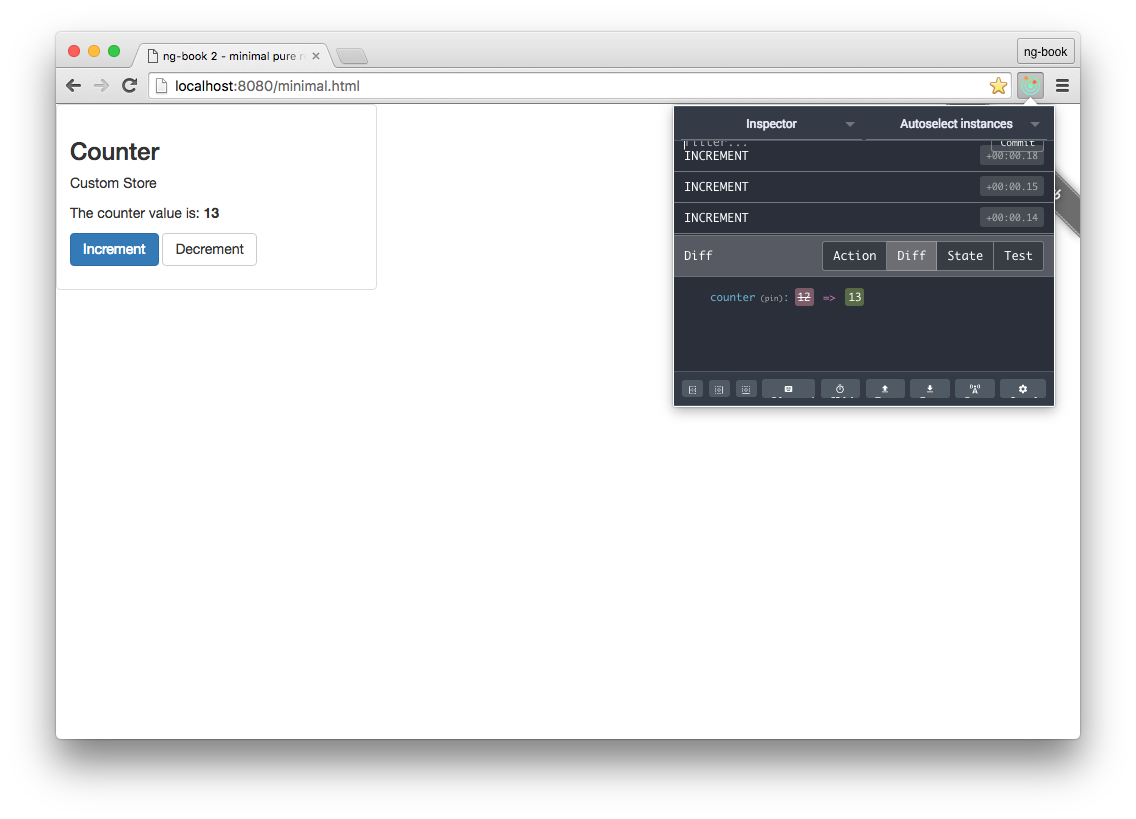 ng-book 2 - minimal pure r
ng-book
localhost:8080/minimal.html
Counter
Custom Store
The counter value is: 13
Increment Decrement
Inspector Autoselect instances
filter... Commit
INCREMENT +00:00.18
INCREMENT +00:00.15
INCREMENT +00:00.14
Diff Action Diff State Test
counter (pin): 12 => 13